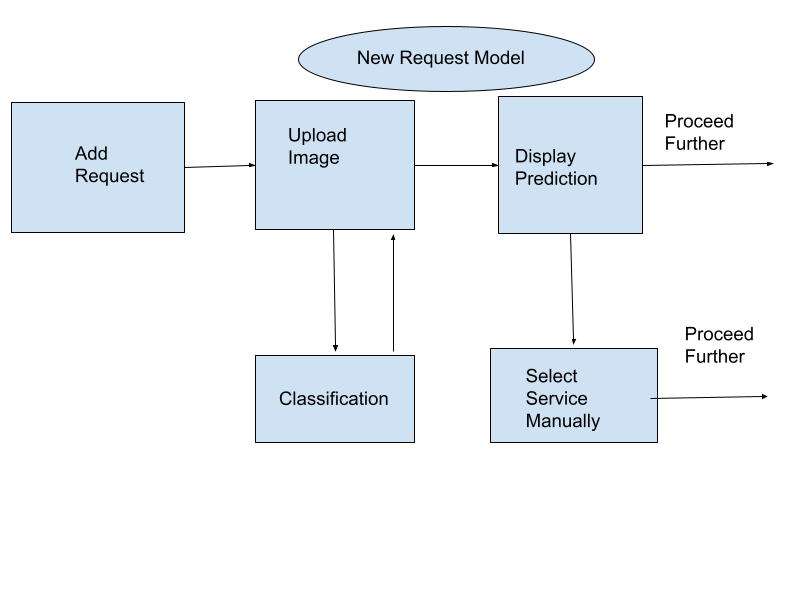 New Request Model
Add
Request
Upload
Image
Display
Prediction
Proceed
Further
Classification
Select
Service
Manually
Proceed
Further